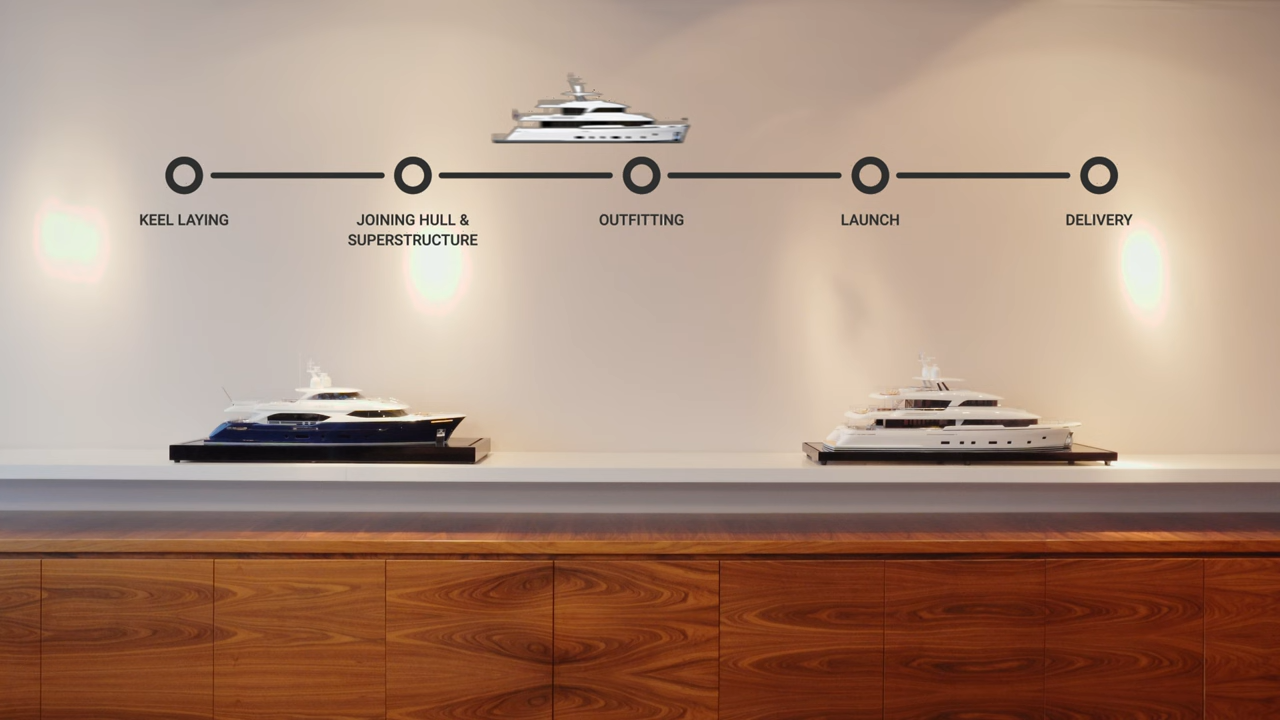 KEEL LAYING
JOINING HULL &
SUPERSTRUCTURE
OUTFITTING
LAUNCH
DELIVERY